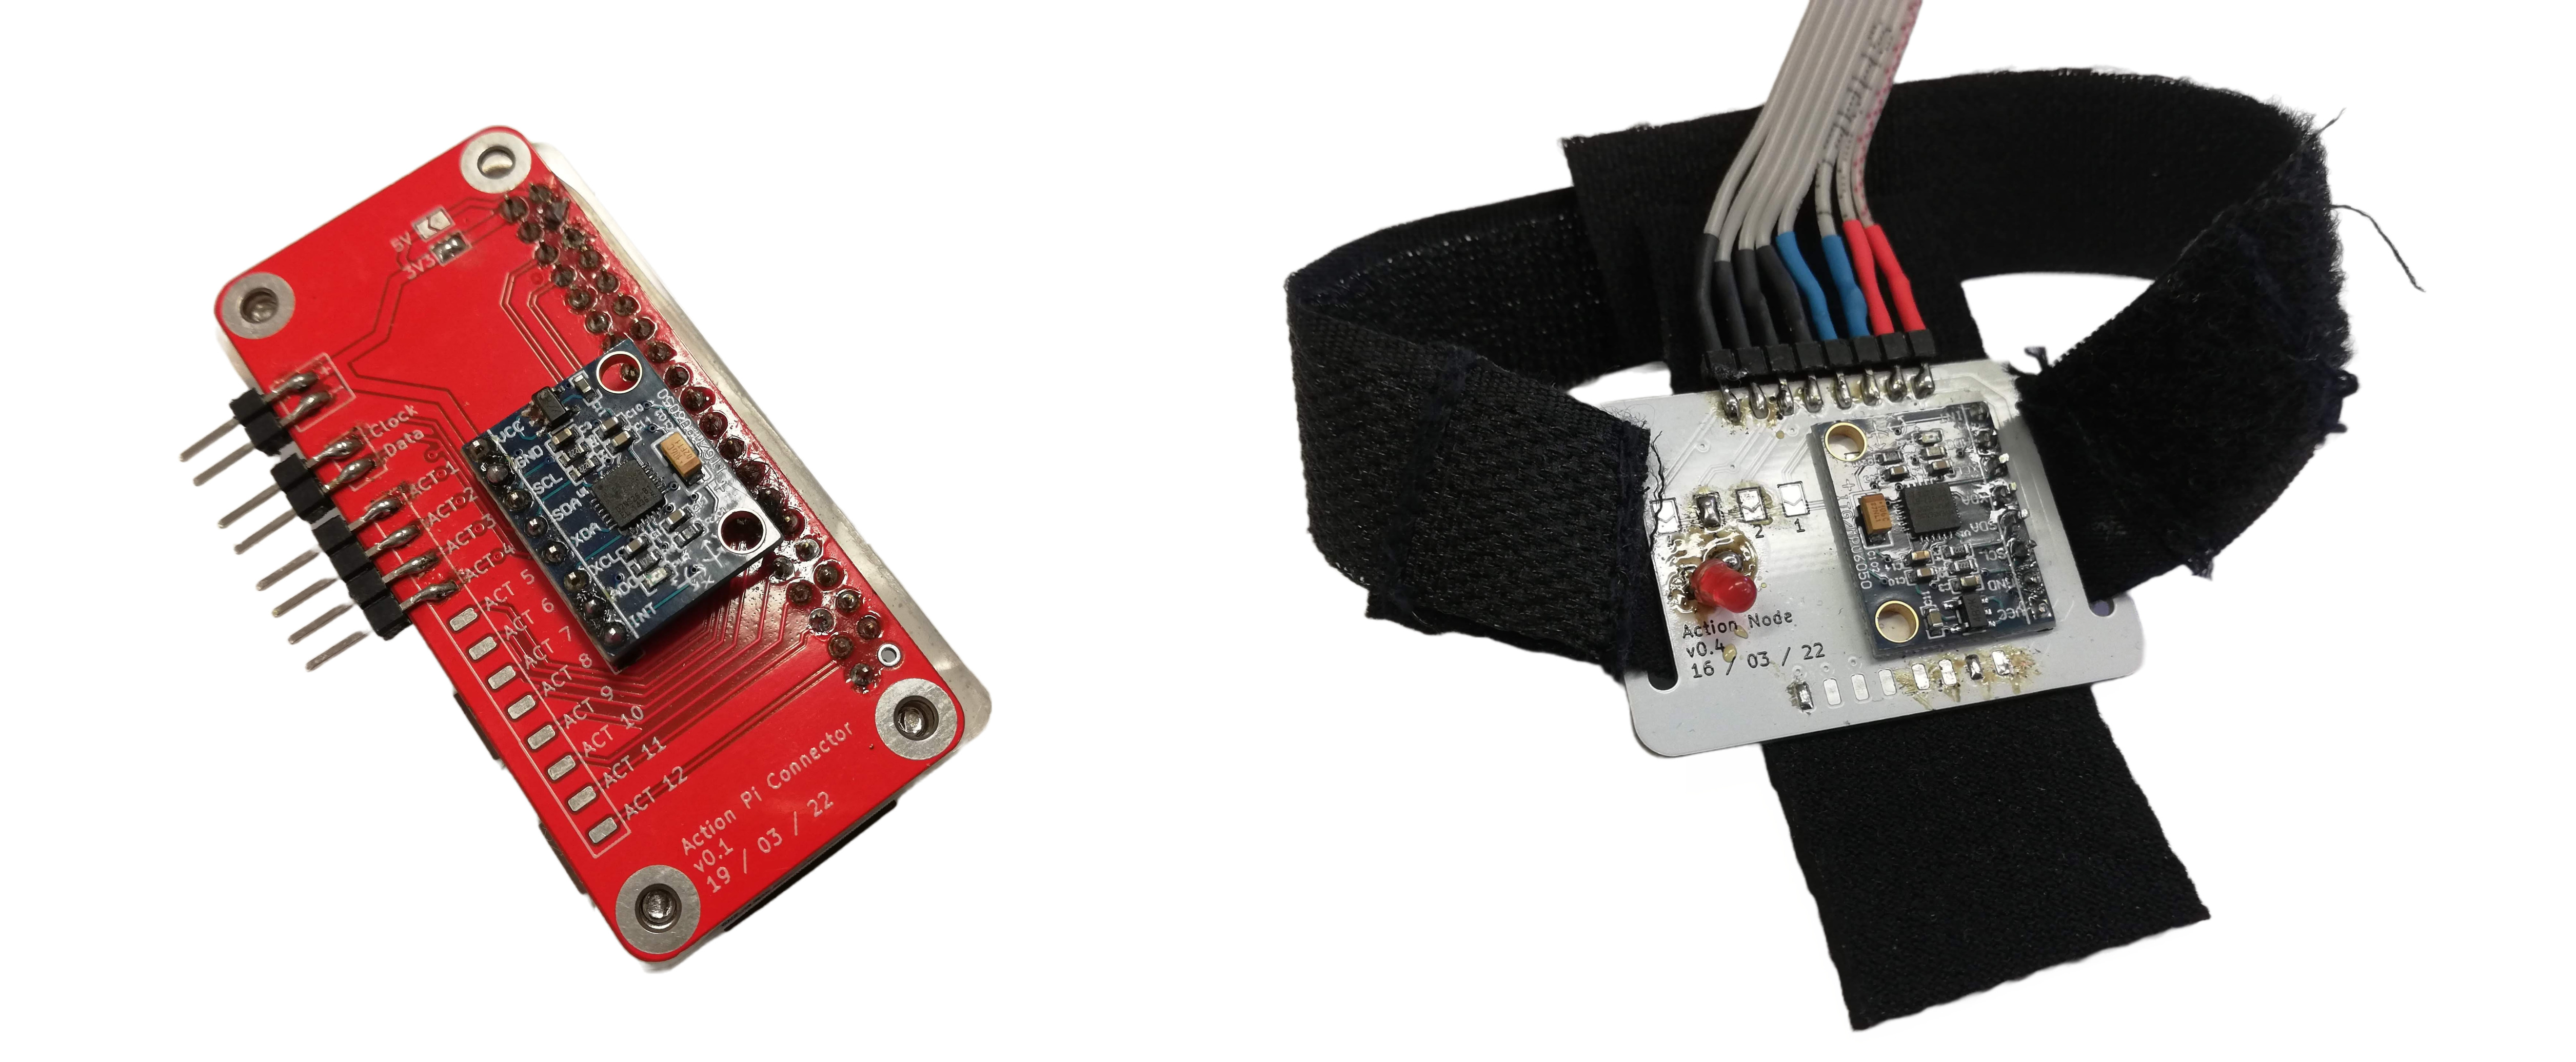 5V
3V3
+
-
Clock
Data
ACT 1
ACT 2
ACT 3
ACT 4
ACT 5
ACT 6
ACT 7
ACT 8
ACT 9
ACT 10
ACT 11
ACT 12
VCC
GND
SCL
SDA
XDA
XCL
ADO
INT
Action Pi Connector
v0.1
19 / 03 / 22
2
1
Action Node
v0.4
16 / 03 / 22